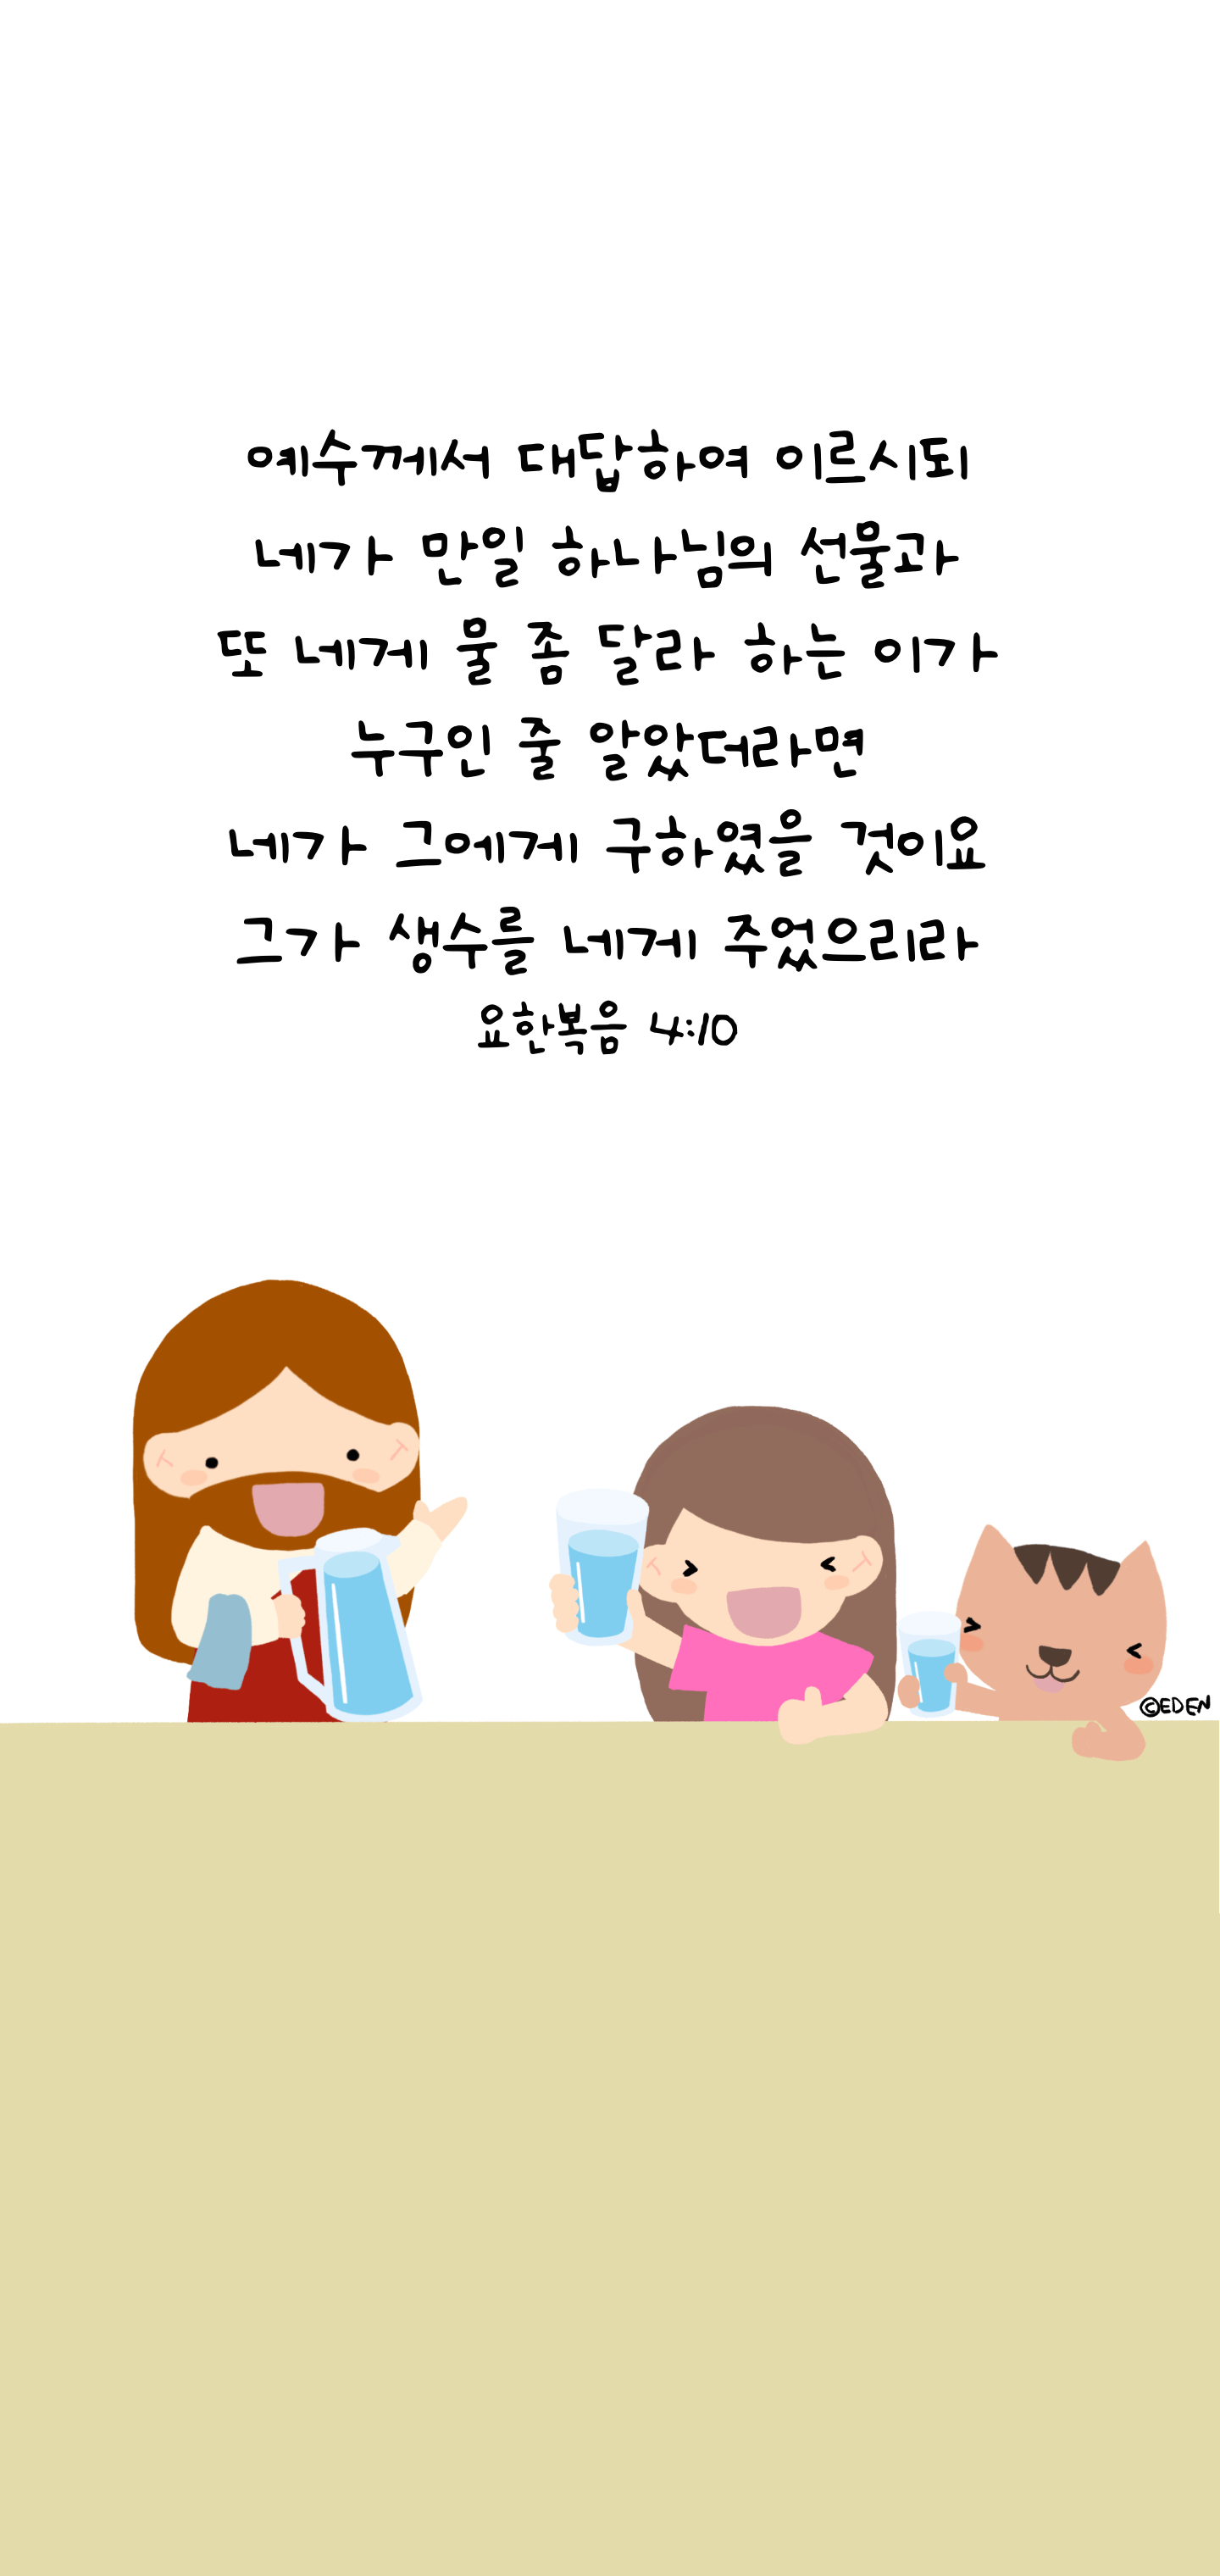 예수께서 대답하여 이르시되
네가 만일 하나님의 선물과
또 네게 물 좀 달라 하는 이가
누구인 줄 알았더라면
네가 그에게 구하였을 것이요
그가 생수를 네게 주었으리라
요한복음 4:10
©EDEN